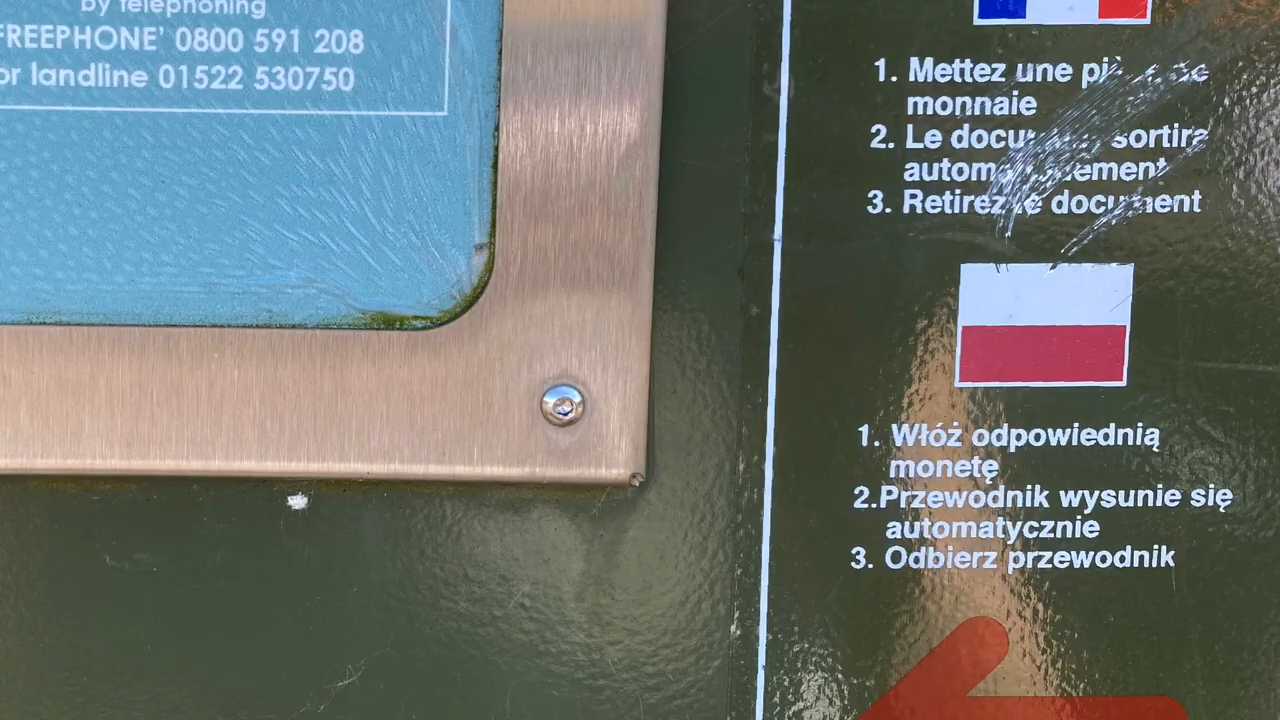 by telephoning
FREEPHONE' 0800 591 208
or landline 01522 530750
1. Mettez une de
monnaie
2. Le sortira
3. Retirez le document
1. Włóż odpowiednią
monetę
2.Przewodnik wysunie się
automatycznie
3. Odbierz przewodnik